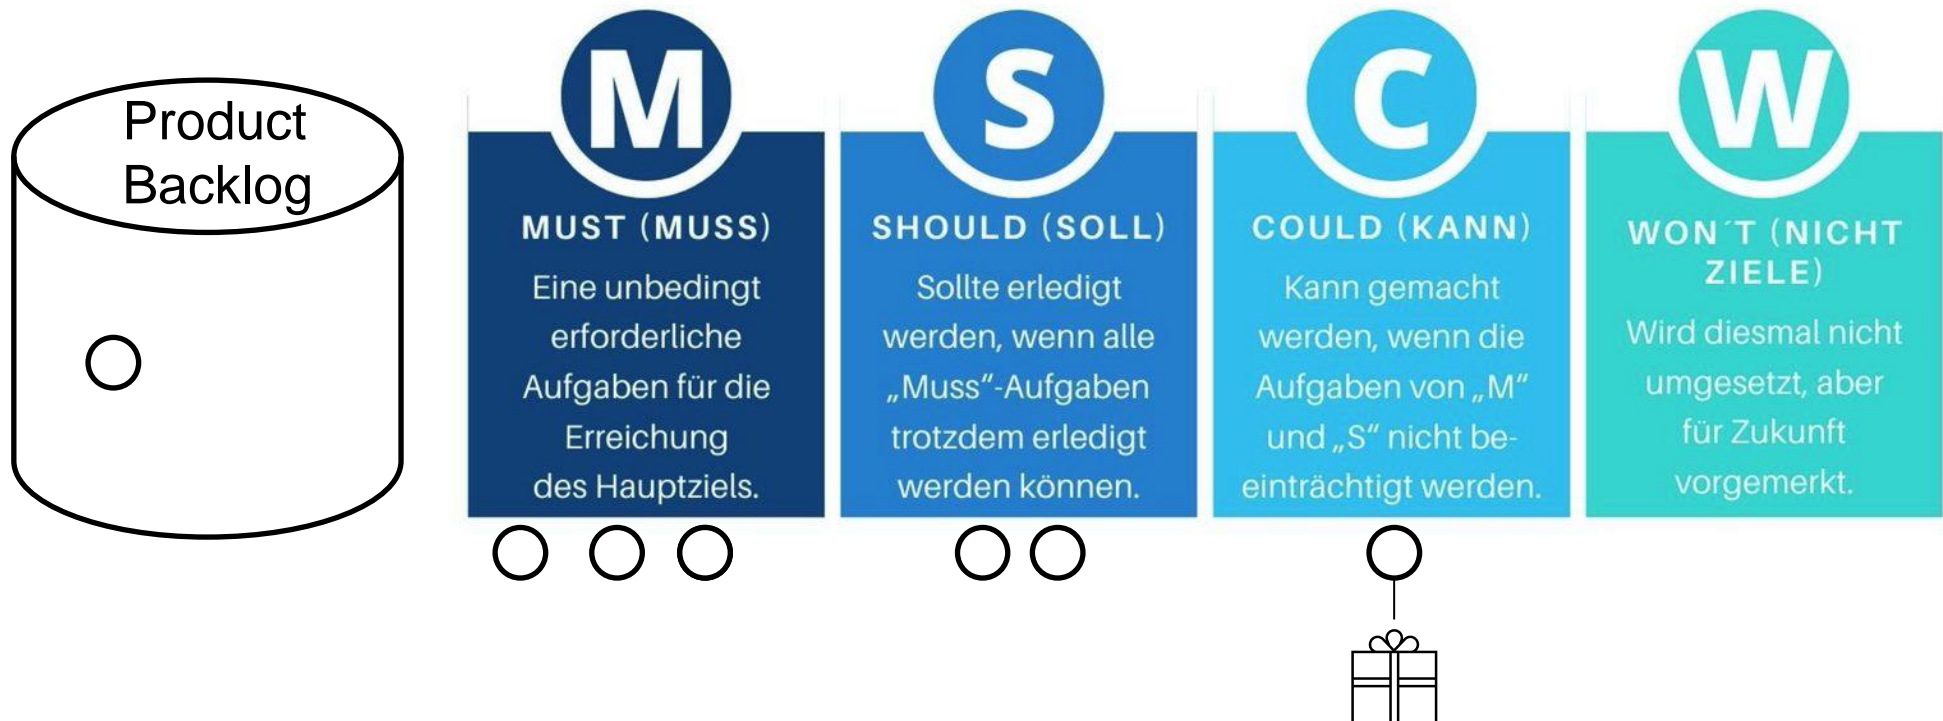 Product
Backlog
M
MUST (MUSS)
Eine unbedingt
erforderliche
Aufgaben für die
Erreichung
des Hauptziels.
S
SHOULD (SOLL)
Sollte erledigt
werden, wenn alle
„Muss“-Aufgaben
trotzdem erledigt
werden können.
C
COULD (KANN)
Kann gemacht
werden, wenn die
Aufgaben von „M“
und „S“ nicht be-
einträchtigt werden.
W
WON´T (NICHT
ZIELE)
Wird diesmal nicht
umgesetzt, aber
für Zukunft
vorgemerkt.